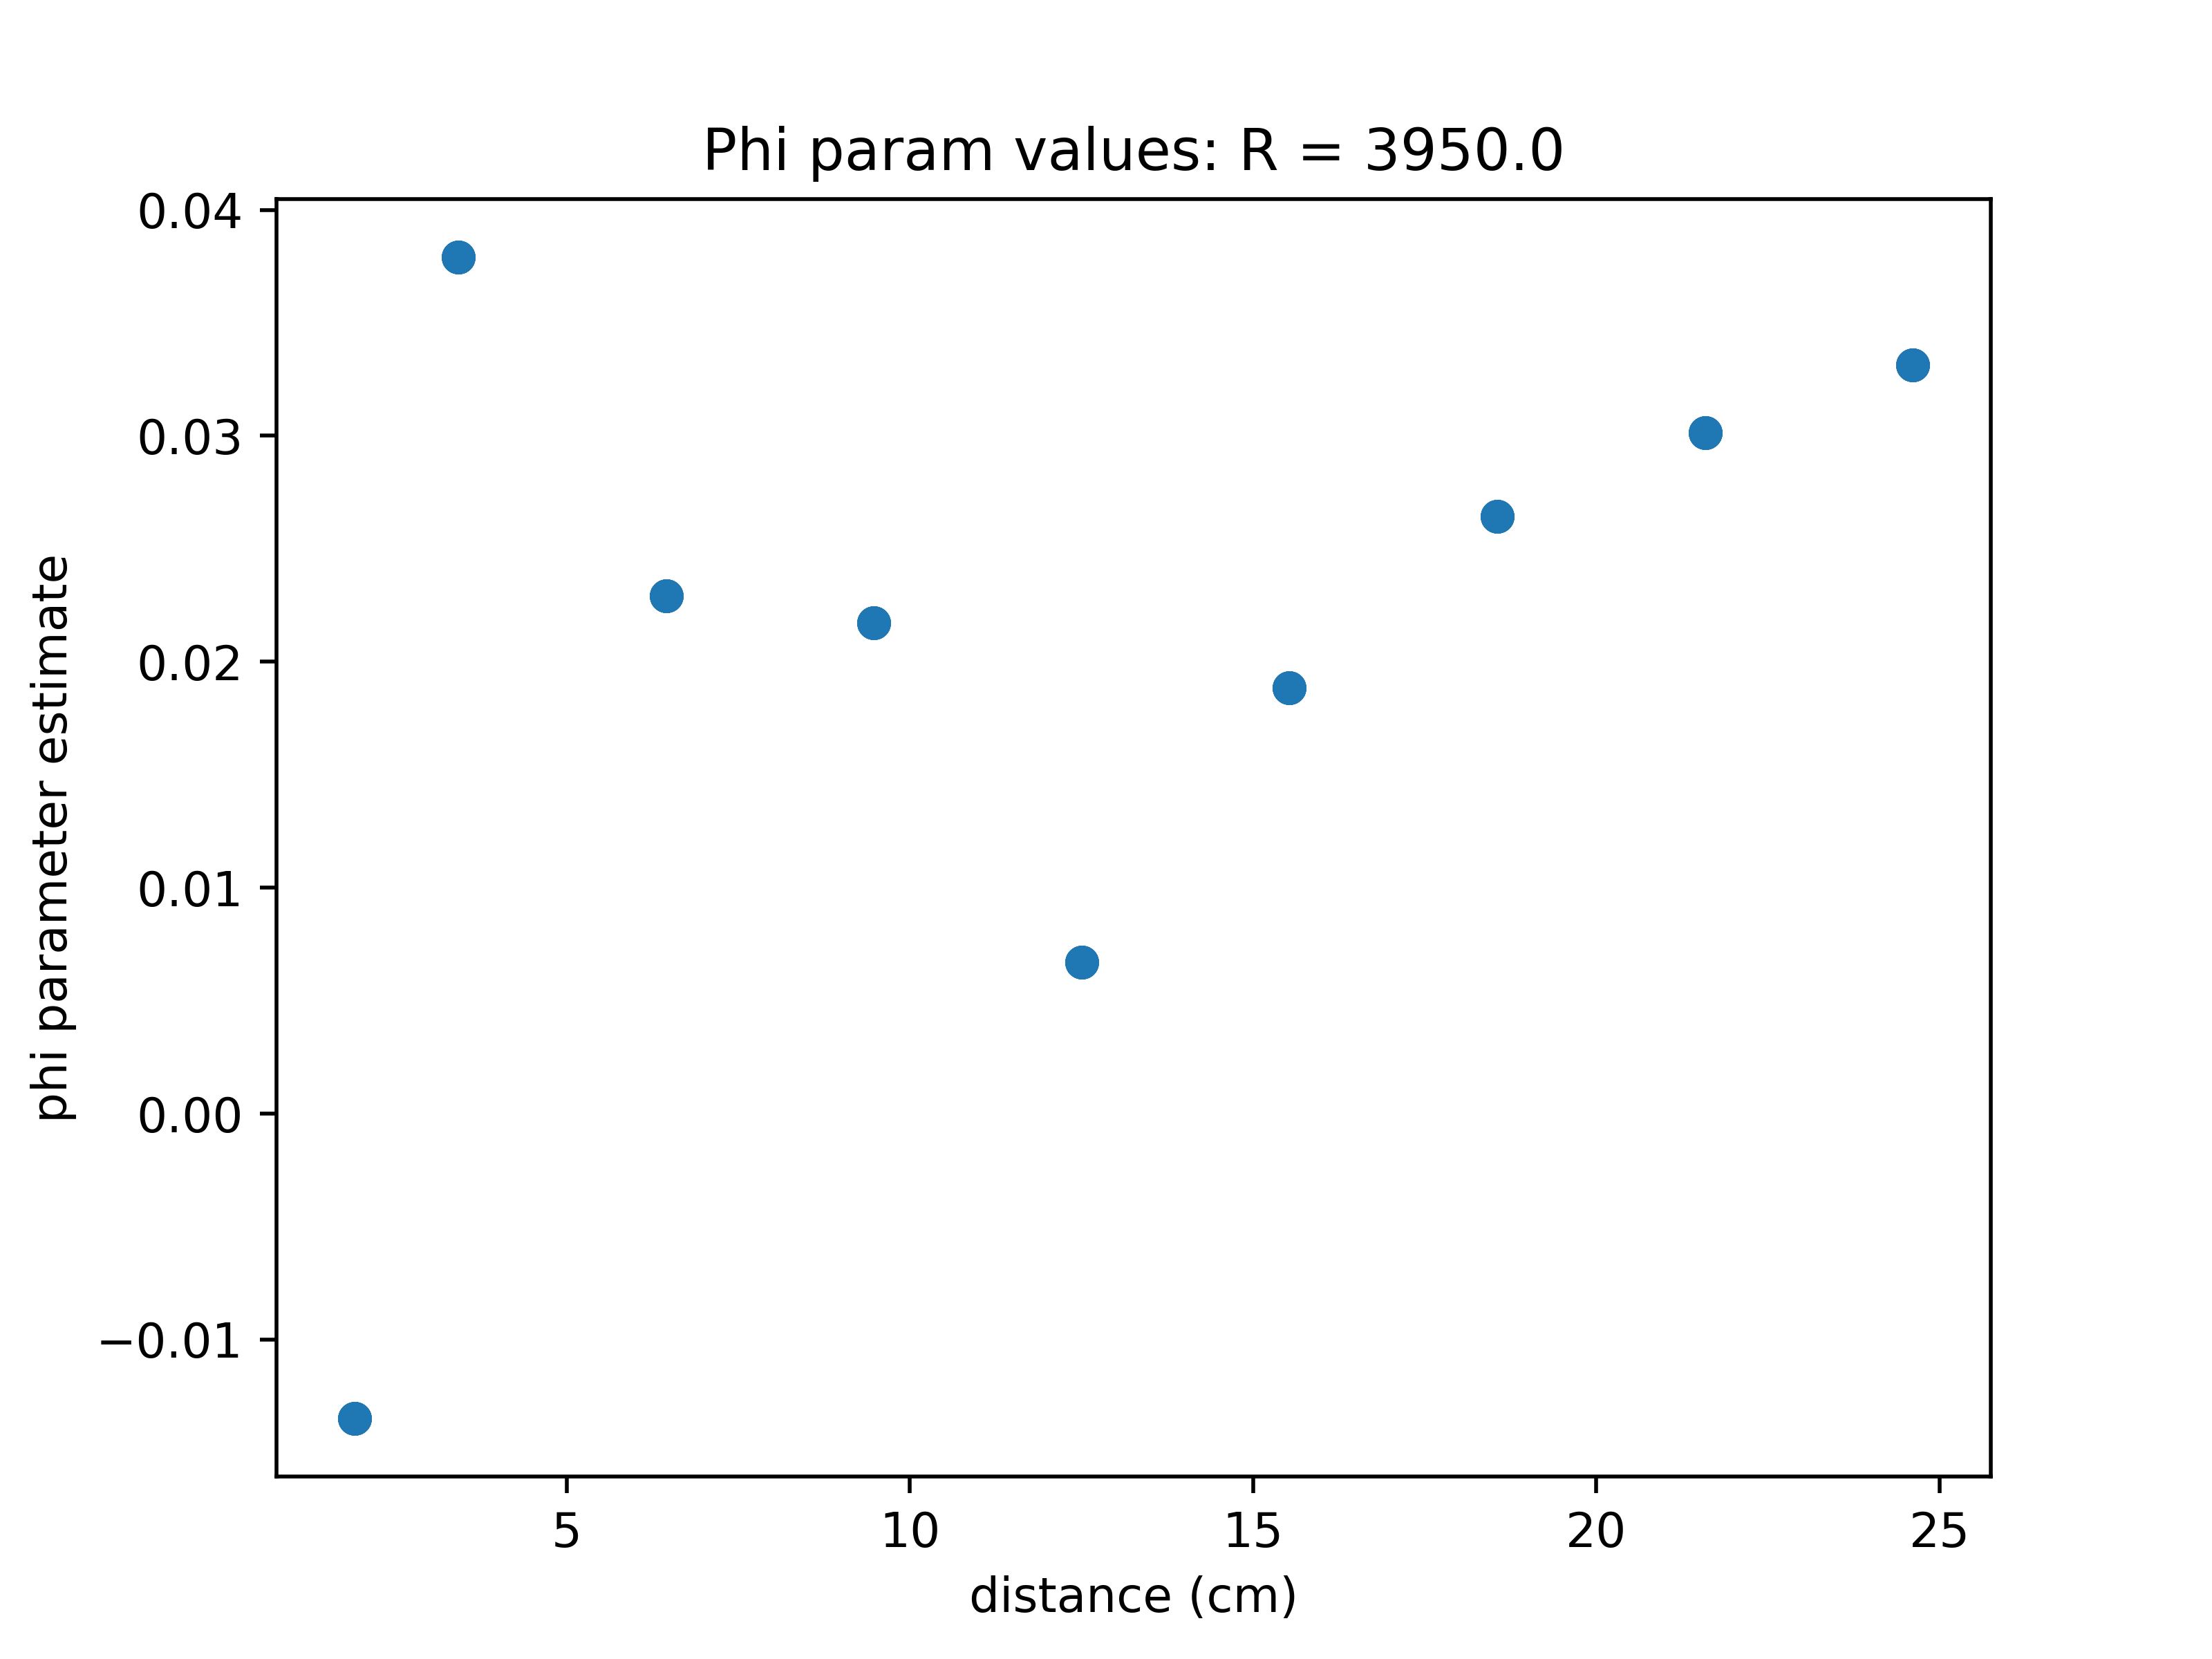 Phi param values: R = 3950.0
0.04
0.03
0.02
0.01
0.00
−0.01
phi parameter estimate
5 10 15 20 25
distance (cm)